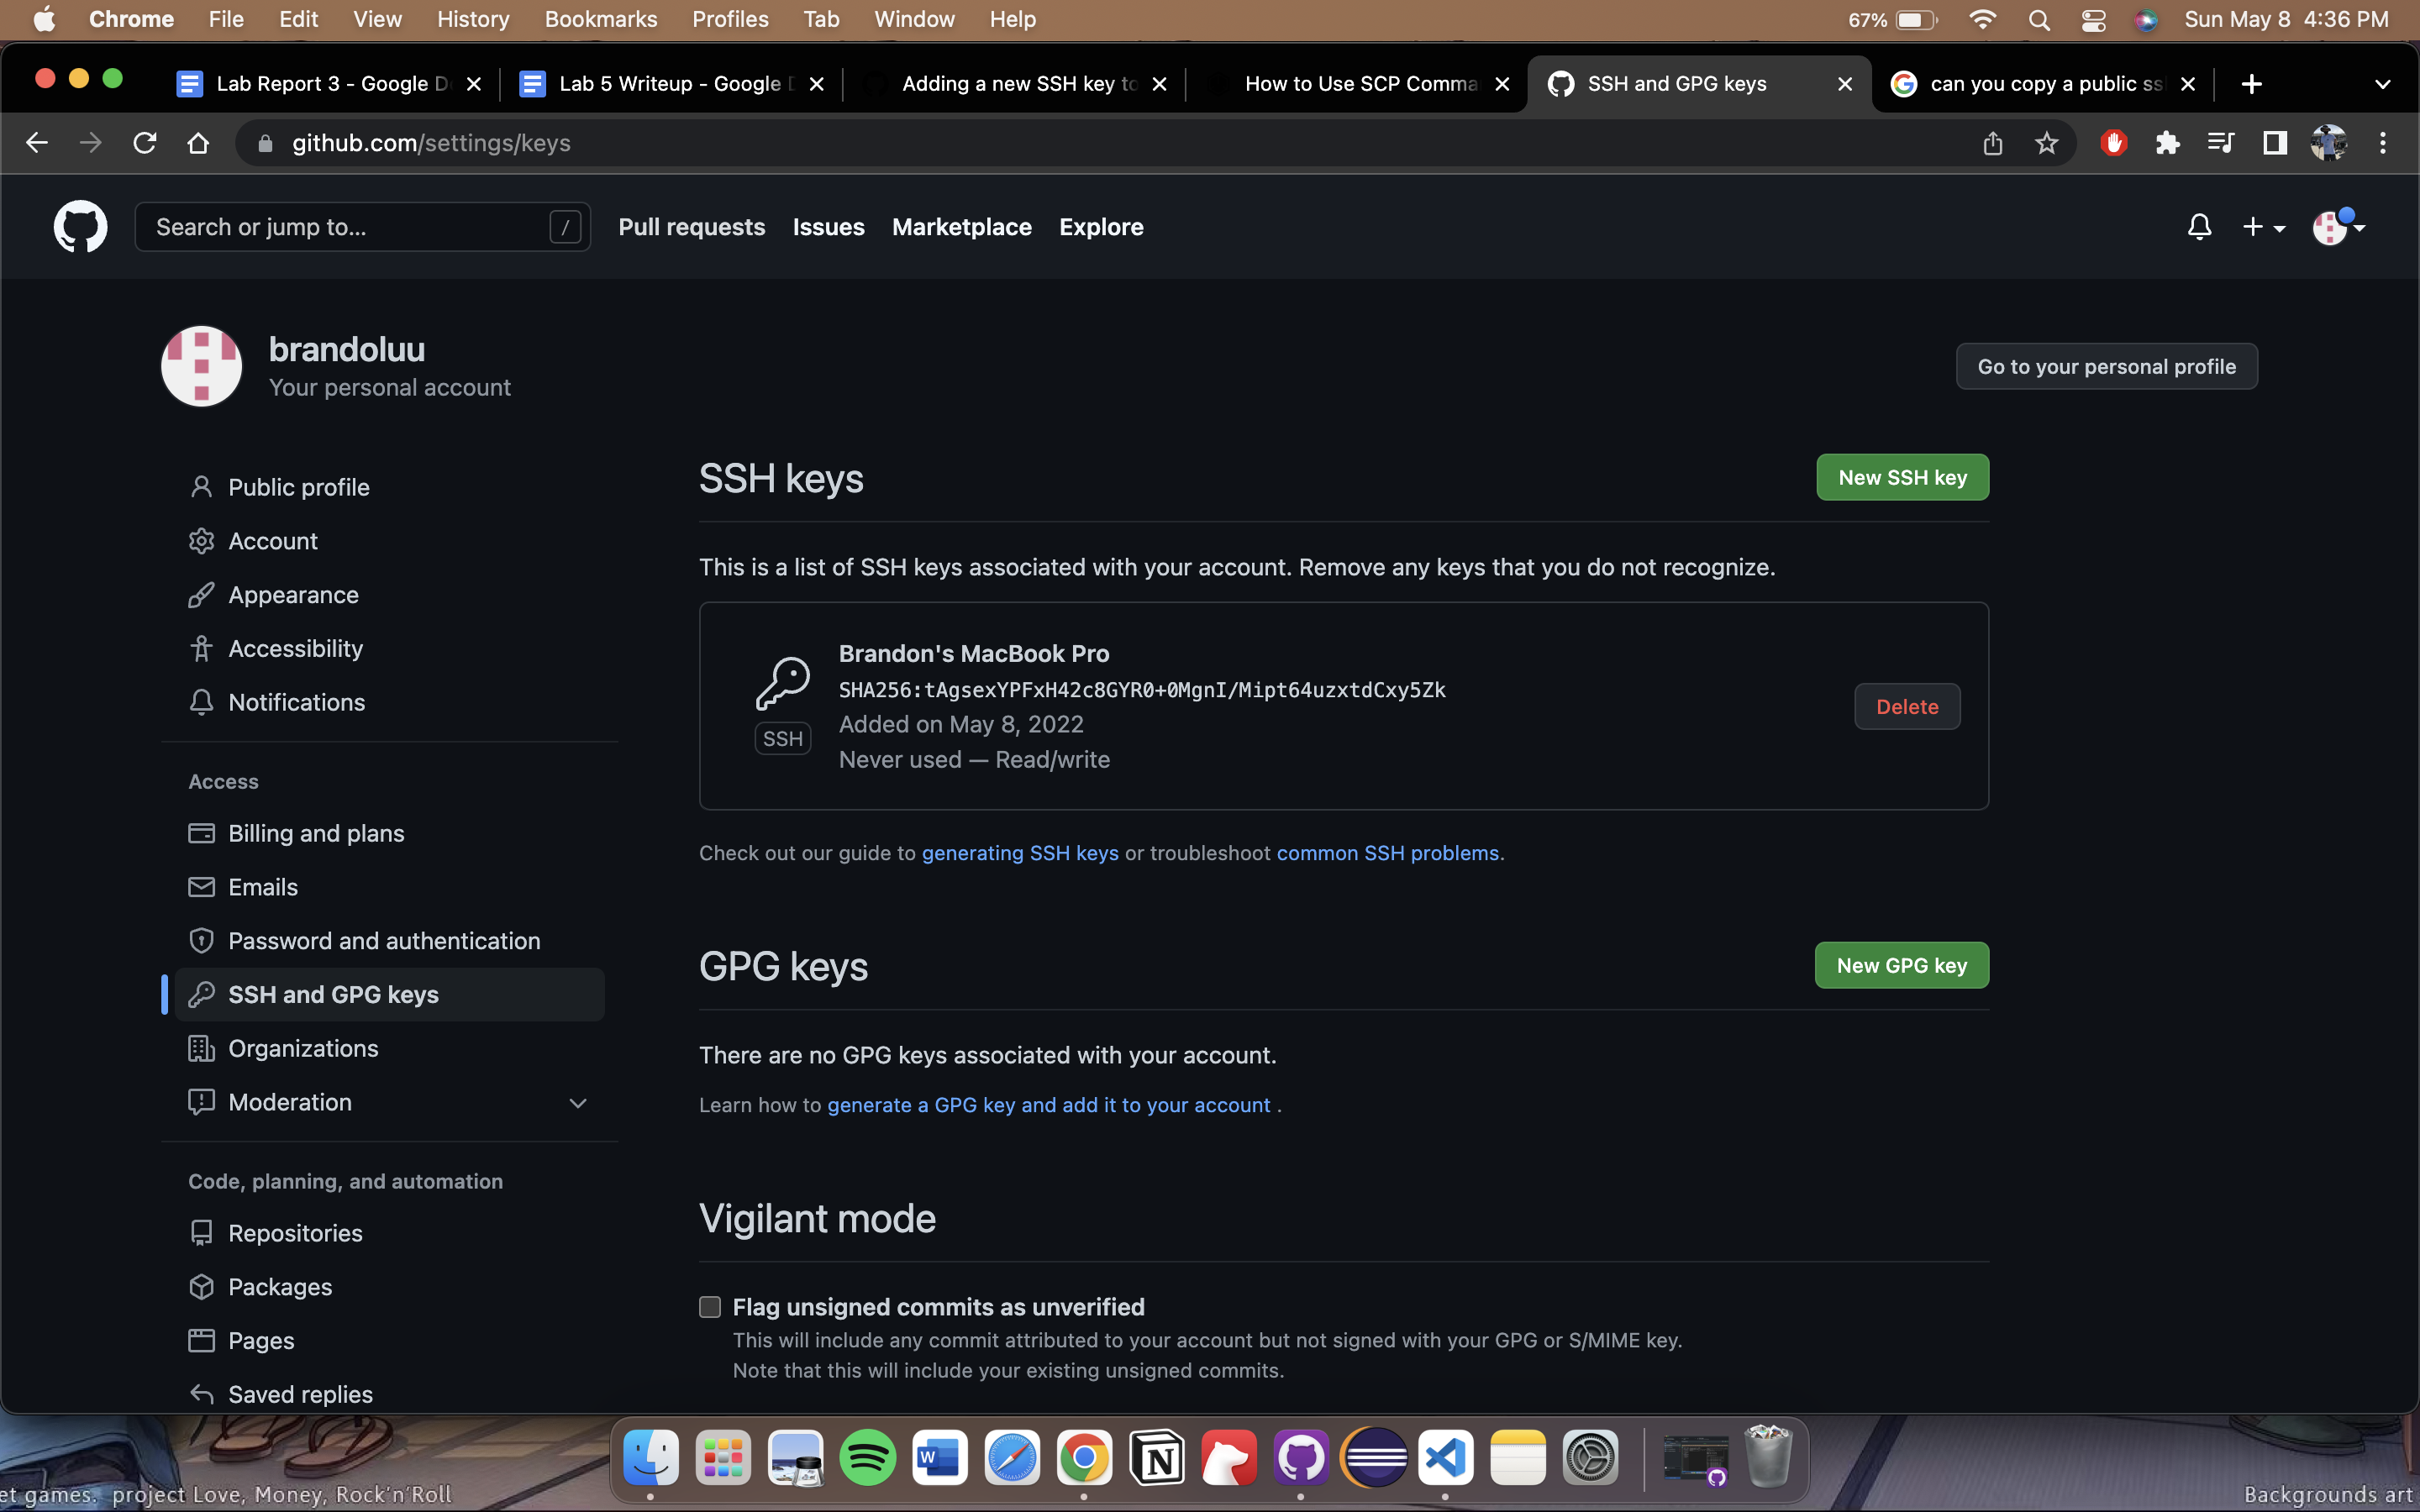 Chrome File Edit View History Bookmarks Profiles Tab Window Help 67% Sun May 8 4:36 PM
Lab Report 3 - Google D Lab 5 Writeup - Google Adding a new SSH key to How to Use SCP Comma SSH and GPG keys can you copy a public ss
github.com/settings/keys
Search or jump to... / Pull requests Issues Marketplace Explore
brandoluu
Your personal account
Go to your personal profile
Public profile
Account
Appearance
Accessibility
Notifications
Access
Billing and plans
Emails
Password and authentication
SSH and GPG keys
Organizations
Moderation
Code, planning, and automation
Repositories
Packages
Pages
Saved replies
SSH keys
New SSH key
This is a list of SSH keys associated with your account. Remove any keys that you do not recognize.
Brandon's MacBook Pro
SHA256:tAgsexYPFxH42c8GYR0+0MgnI/Mipt64uzxtdCxy5Zk
Added on May 8, 2022
Never used — Read/write
SSH
Delete
Check out our guide to generating SSH keys or troubleshoot common SSH problems.
GPG keys
New GPG key
There are no GPG keys associated with your account.
Learn how to generate a GPG key and add it to your account .
Vigilant mode
Flag unsigned commits as unverified
This will include any commit attributed to your account but not signed with your GPG or S/MIME key.
Note that this will include your existing unsigned commits.
et games. project Love, Money, Rock'n'Roll
Backgrounds art